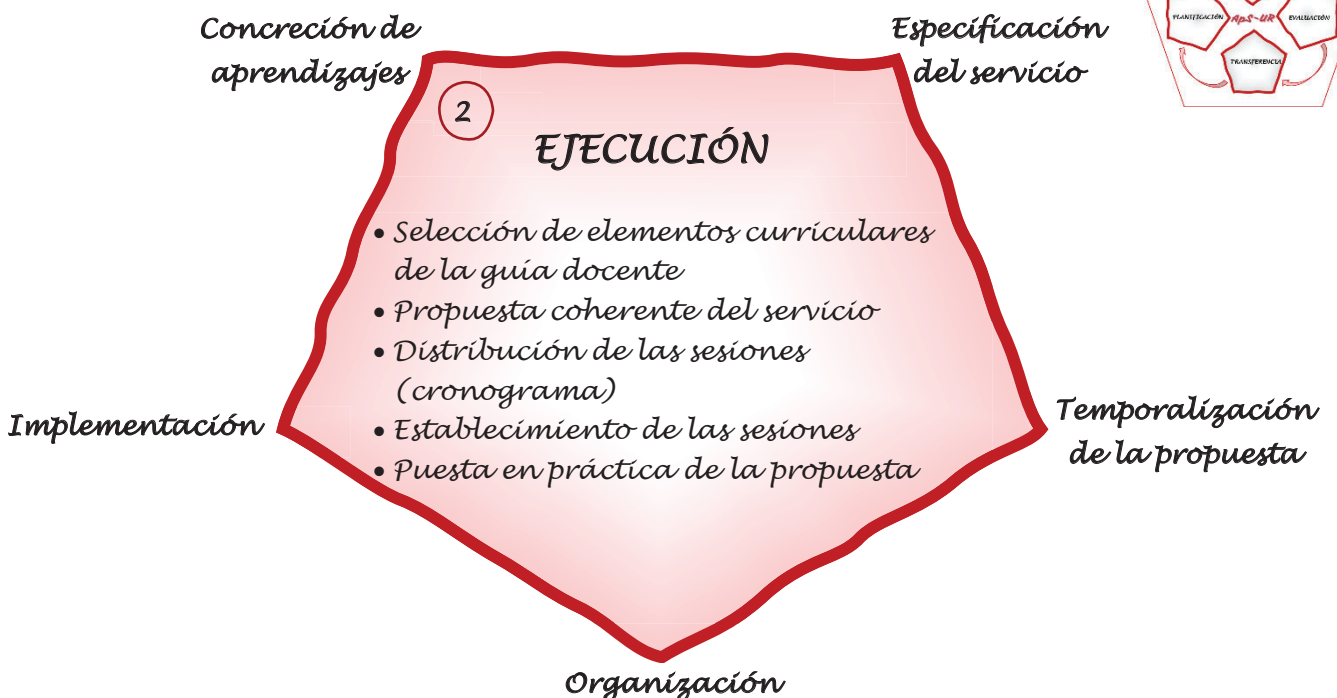 Concreción de
aprendizajes
Especificación
del servicio
PLANIFICACIÓN
ApS-UR
EVALUACIÓN
TRANSFERENCIA
2
EJECUCIÓN
• Selección de elementos curriculares
de la guía docente
• Propuesta coherente del servicio
• Distribución de las sesiones
(cronograma)
• Establecimiento de las sesiones
• Puesta en práctica de la propuesta
Implementación
Temporalización
de la propuesta
Organización